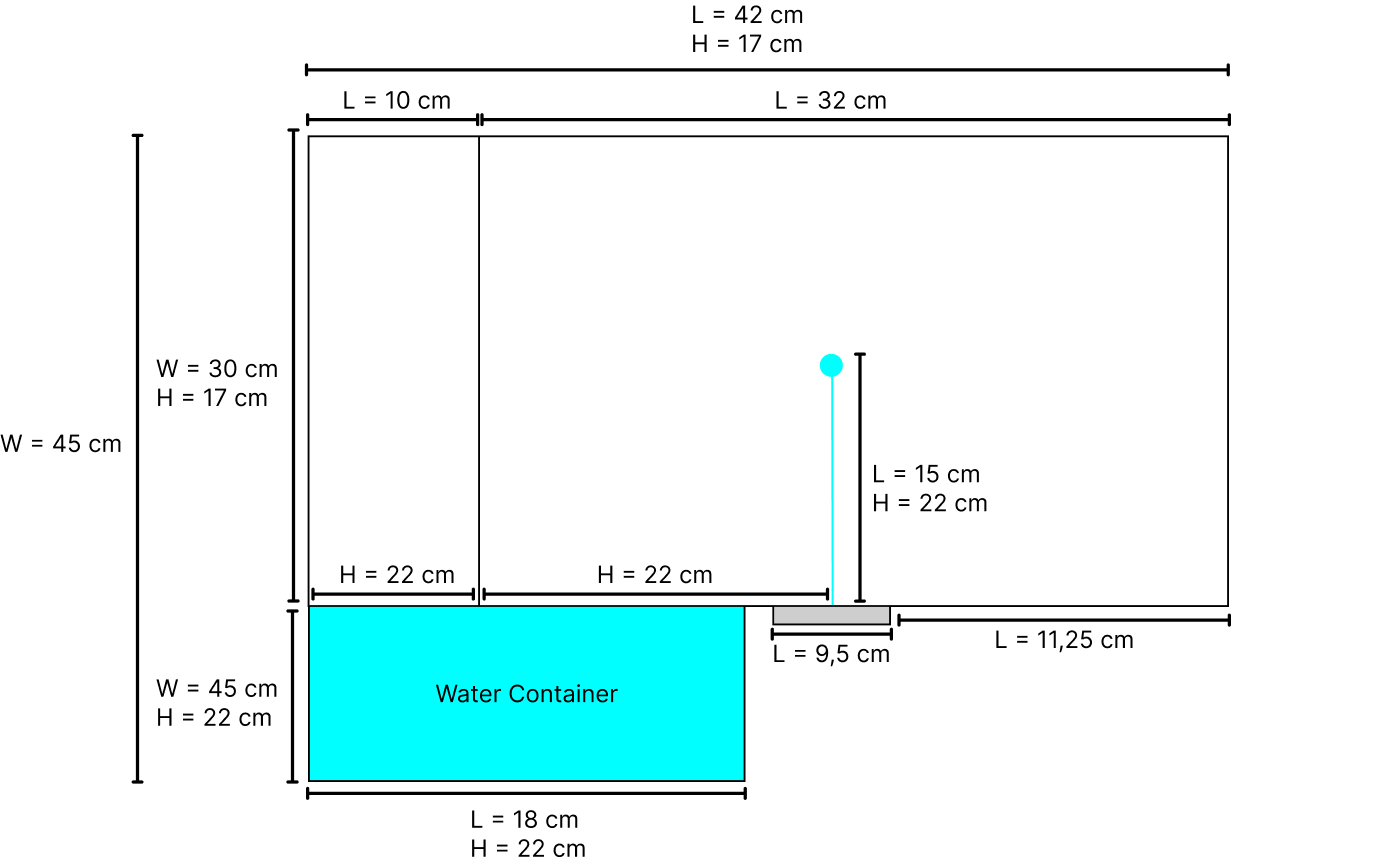 L = 42 cm
H = 17 cm
L = 10 cm
L = 32 cm
W = 30 cm
H = 17 cm
W = 45 cm
L = 15 cm
H = 22 cm
H = 22 cm
H = 22 cm
L = 9,5 cm
L = 11,25 cm
W = 45 cm
H = 22 cm
Water Container
L = 18 cm
H = 22 cm